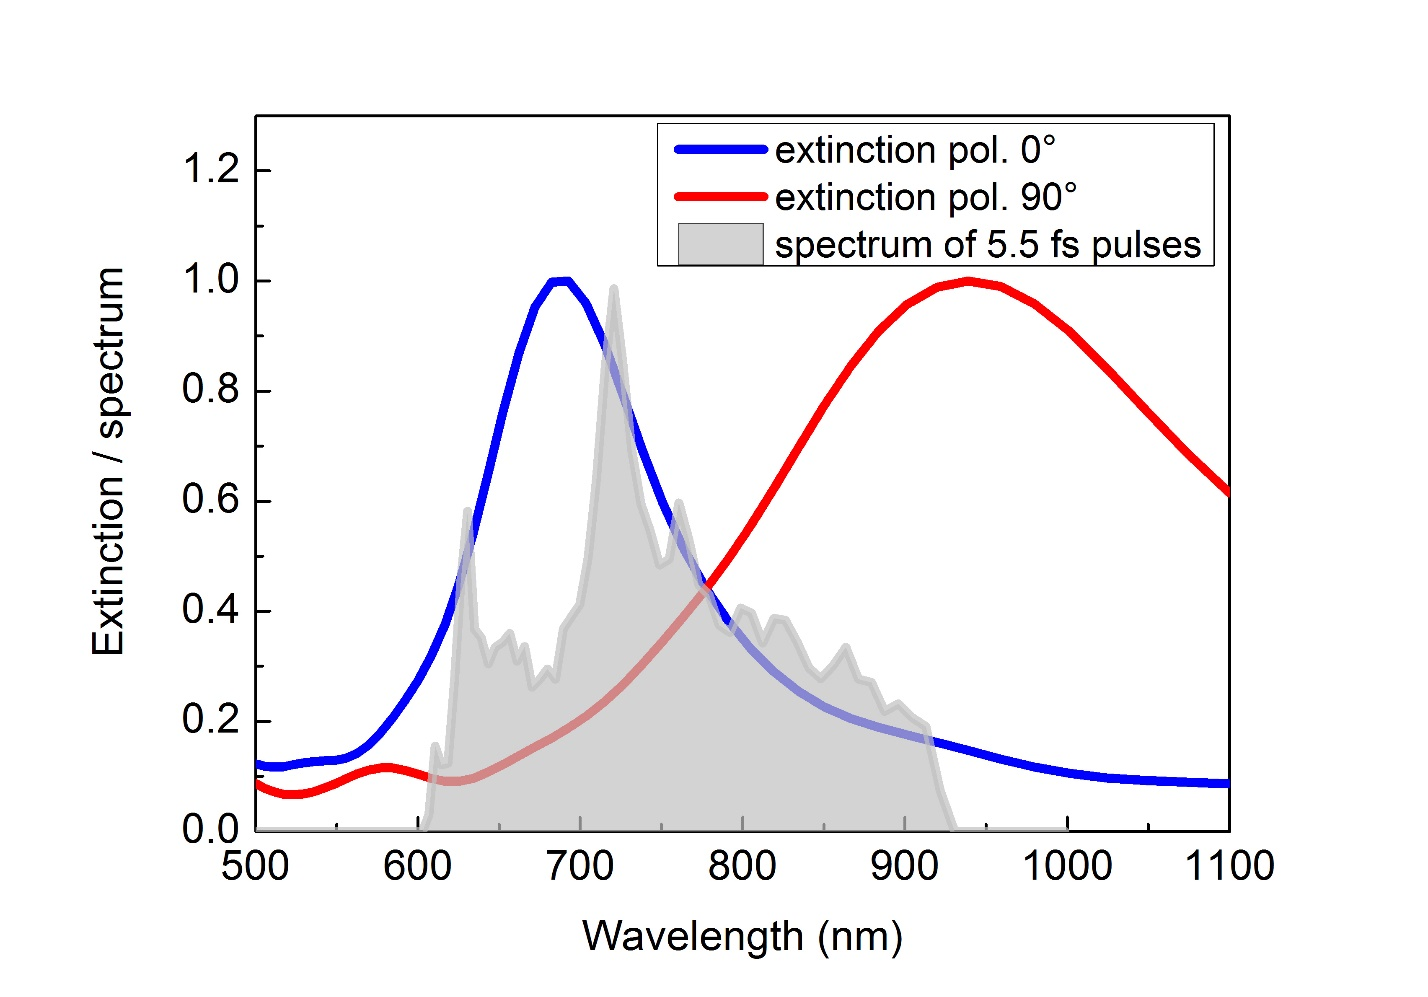 extinction pol. 0°
extinction pol. 90°
spectrum of 5.5 fs pulses
Extinction / spectrum
1.2
1.0
0.8
0.6
0.4
0.2
0.0
500 600 700 800 900 1000 1100
Wavelength (nm)